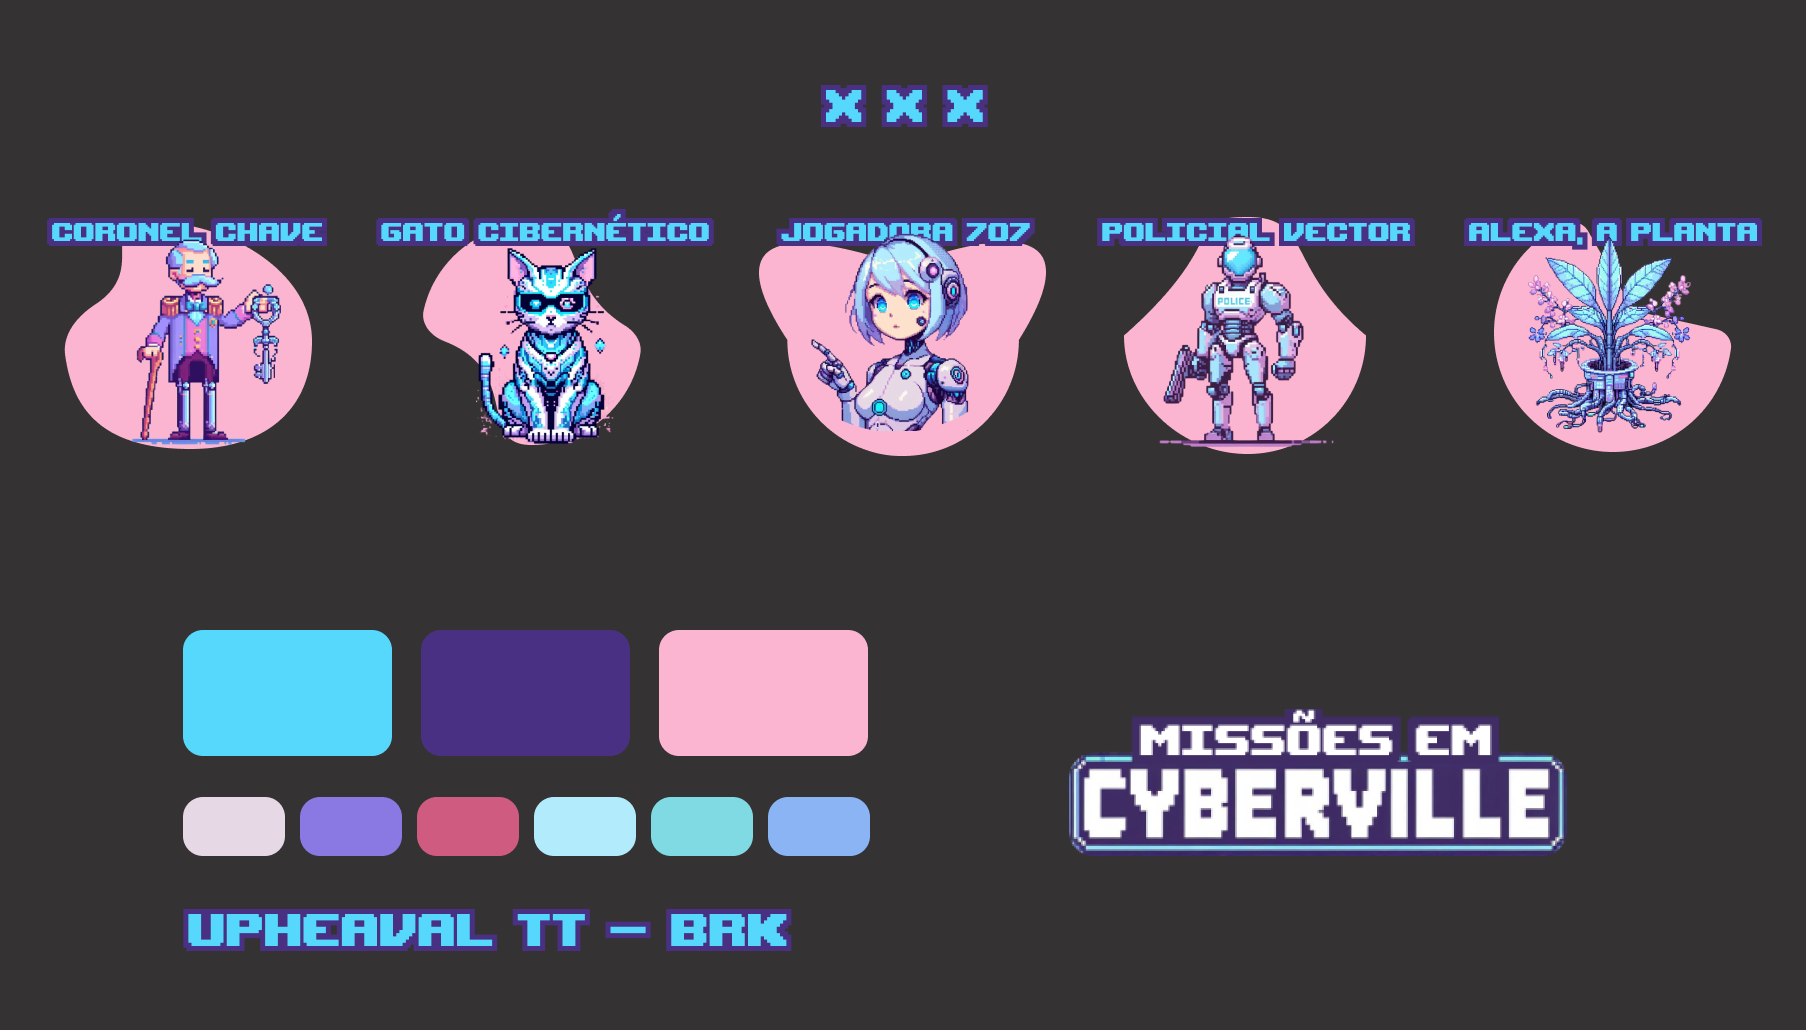 X X X
CORONEL CHAVE
GATO CIBERNÉTICO
JOGADORA 707
POLICIAL VECTOR
ALEXA, A PLANTA
POLICE
MISSÕES EM
CYBERVILLE
UPHEAVAL TT – BRK